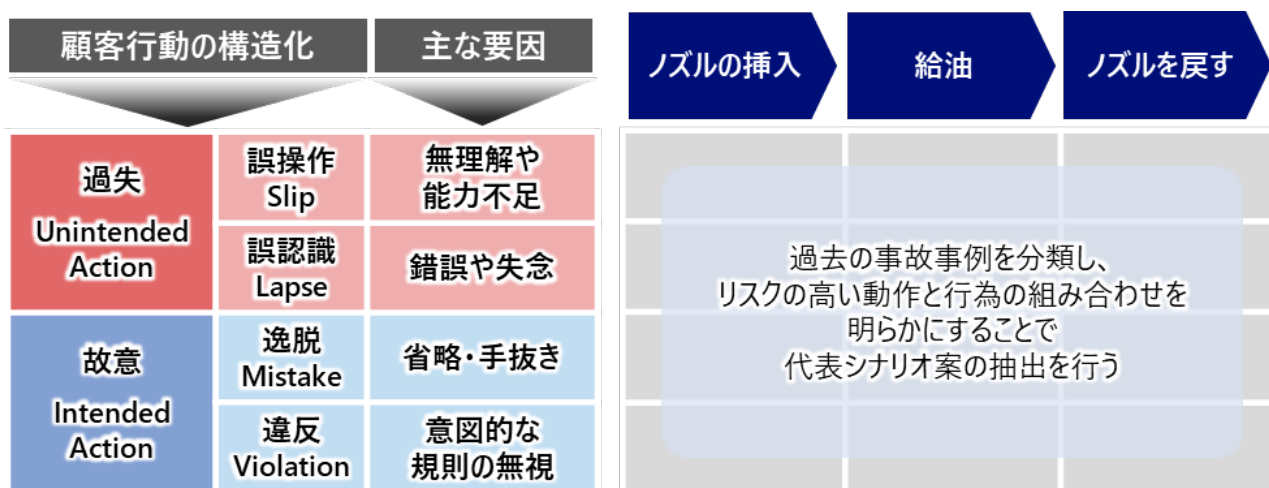 顧客行動の構造化
主な要因
ノズルの挿入
給油
ノズルを戻す
過失
Unintended
Action
誤操作
Slip
無理解や
能力不足
誤認識
Lapse
錯誤や失念
故意
Intended
Action
逸脱
Mistake
省略・手抜き
違反
Violation
意図的な
規則の無視
過去の事故事例を分類し、
リスクの高い動作と行為の組み合わせを
明らかにすることで
代表シナリオ案の抽出を行う